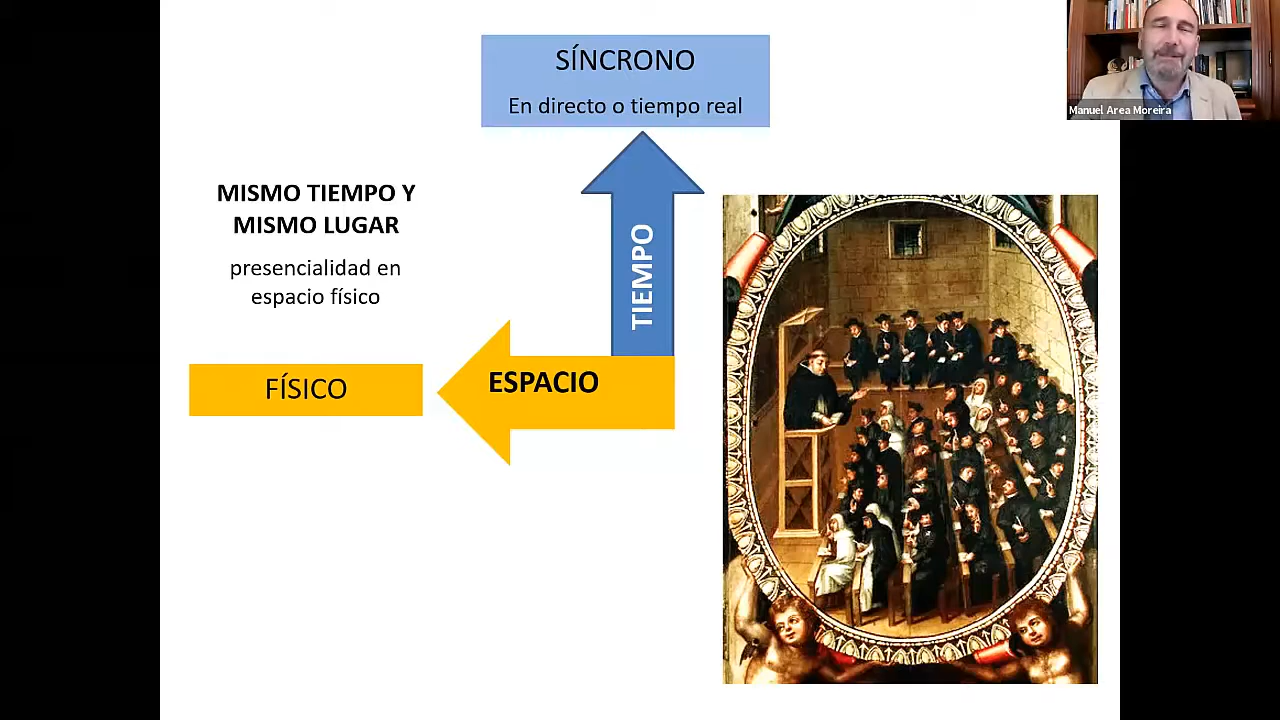 SÍNCRONO
En directo o tiempo real
Manuel Area Moreira
MISMO TIEMPO Y
MISMO LUGAR
presencialidad en
espacio físico
TIEMPO
FÍSICO
ESPACIO